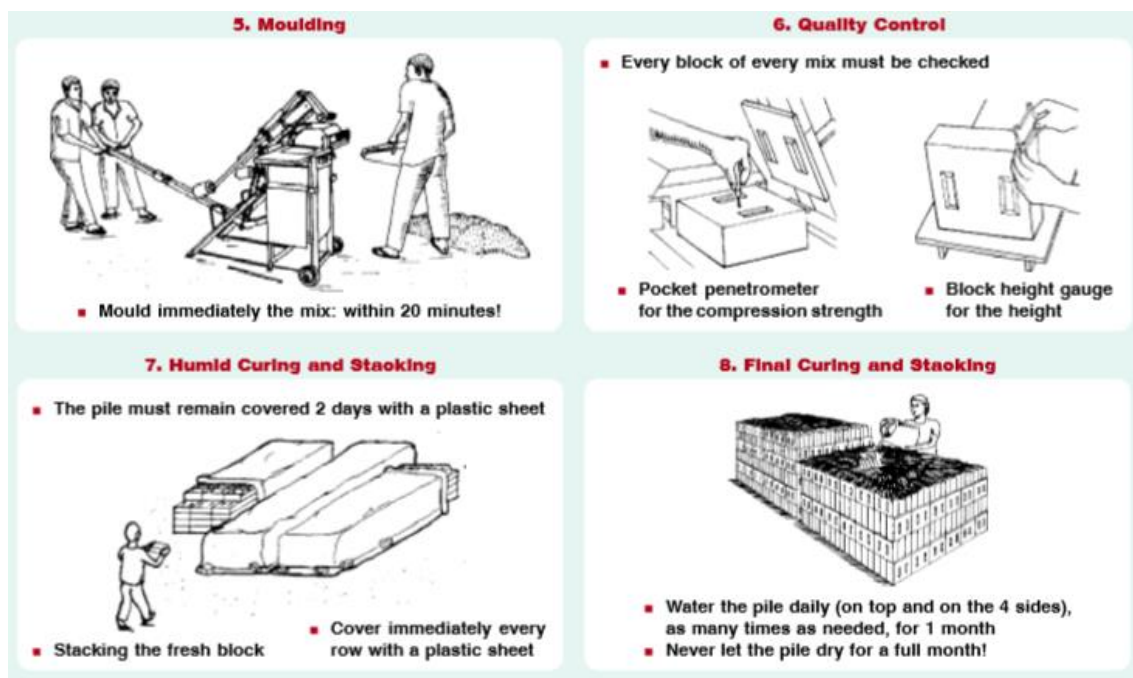 5. Moulding
■ Mould immediately the mix: within 20 minutes!
6. Quality Control
■ Every block of every mix must be checked
■ Pocket penetrometer
for the compression strength
■ Block height gauge
for the height
7. Humid Curing and Staoking
■ The pile must remain covered 2 days with a plastic sheet
■ Stacking the fresh block
■ Cover immediately every
row with a plastic sheet
8. Final Curing and Staoking
■ Water the pile daily (on top and on the 4 sides),
as many times as needed, for 1 month
■ Never let the pile dry for a full month!